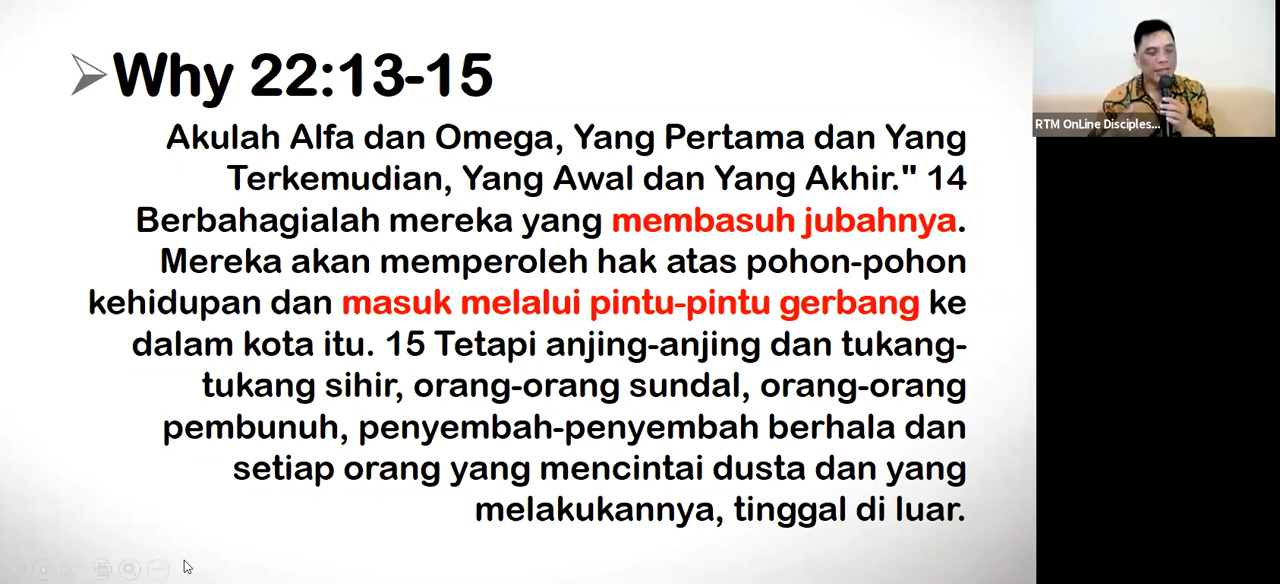 Why 22:13-15
Akulah Alfa dan Omega, Yang Pertama dan Yang
Terkemudian, Yang Awal dan Yang Akhir." 14
Berbahagialah mereka yang membasuh jubahnya.
Mereka akan memperoleh hak atas pohon-pohon
kehidupan dan masuk melalui pintu-pintu gerbang ke
dalam kota itu. 15 Tetapi anjing-anjing dan tukang-
tukang sihir, orang-orang sundal, orang-orang
pembunuh, penyembah-penyembah berhala dan
setiap orang yang mencintai dusta dan yang
melakukannya, tinggal di luar.
RTM OnLine Disciples...